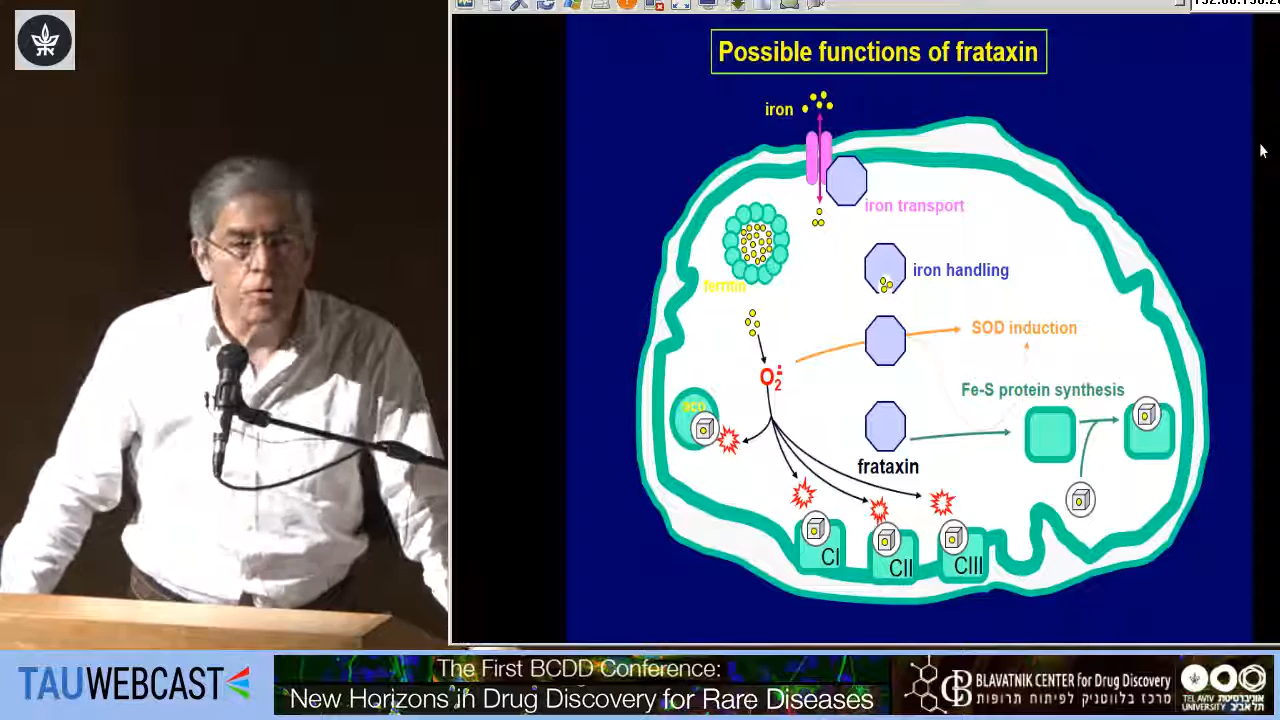 Possible functions of frataxin
iron
iron transport
ferritin
iron handling
SOD induction
O2
Fe-S protein synthesis
frataxin
CI
CII
CIII
TAUWEBCAST
The First BCDD Conference:
New Horizons in Drug Discovery for Rare Diseases
BLAVATNIK CENTER for Drug Discovery
מרכז בלווטניק לפיתוח תרופות
TEL AVIV
UNIVERSITY
אוניברסיטת
תל אביב